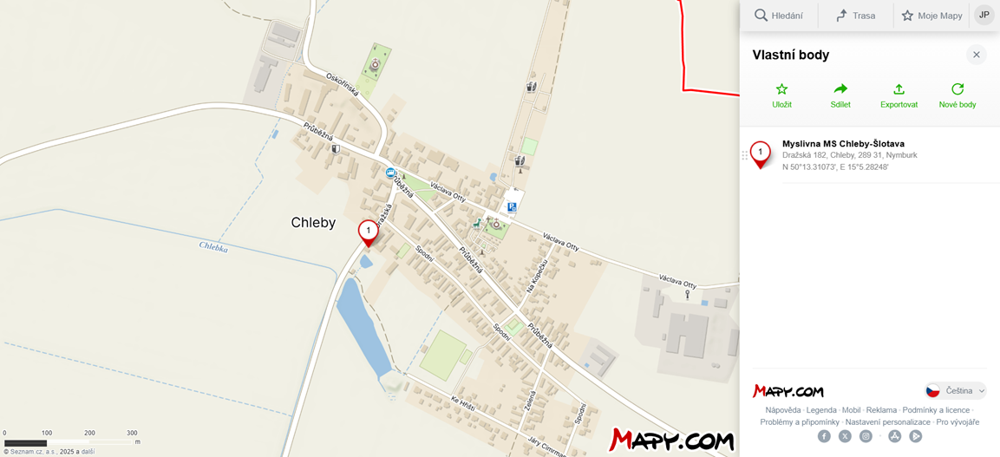 Oskořínská
Průběžná
Průběžná
Václava Otty
Dražská
Chleby
1
Chlebka
Spodní
Průběžná
Na Kopečku
Václava Otty
Václava Otty
Spodní
Průběžná
Ke Hřišti
Zelená
Spodní
Járy Cimrmana
0 100 200 300
m
© Seznam.cz, a.s., 2025 a další
Mapy.com
Hledání Trasa Moje Mapy JP
Vlastní body
Uložit Sdílet Exportovat Nové body
1
Myslivna MS Chleby-Šlotava
Dražská 182, Chleby, 289 31, Nymburk
N 50°13.31073', E 15°5.28248'
Mapy.com
Čeština
Nápověda · Legenda · Mobil · Reklama · Podmínky a licence ·
Problémy a připomínky · Nastavení personalizace · Pro vývojáře